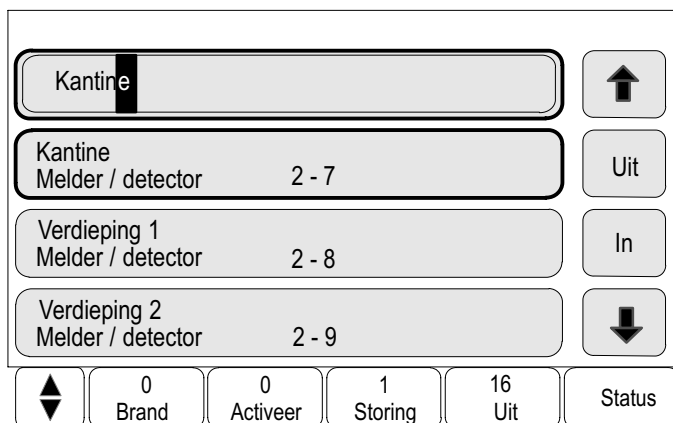 Kantine
Kantine
Melder / detector 2 - 7
Uit
Verdieping 1
Melder / detector 2 - 8
In
Verdieping 2
Melder / detector 2 - 9
0 Brand
0 Activeer
1 Storing
16 Uit
Status